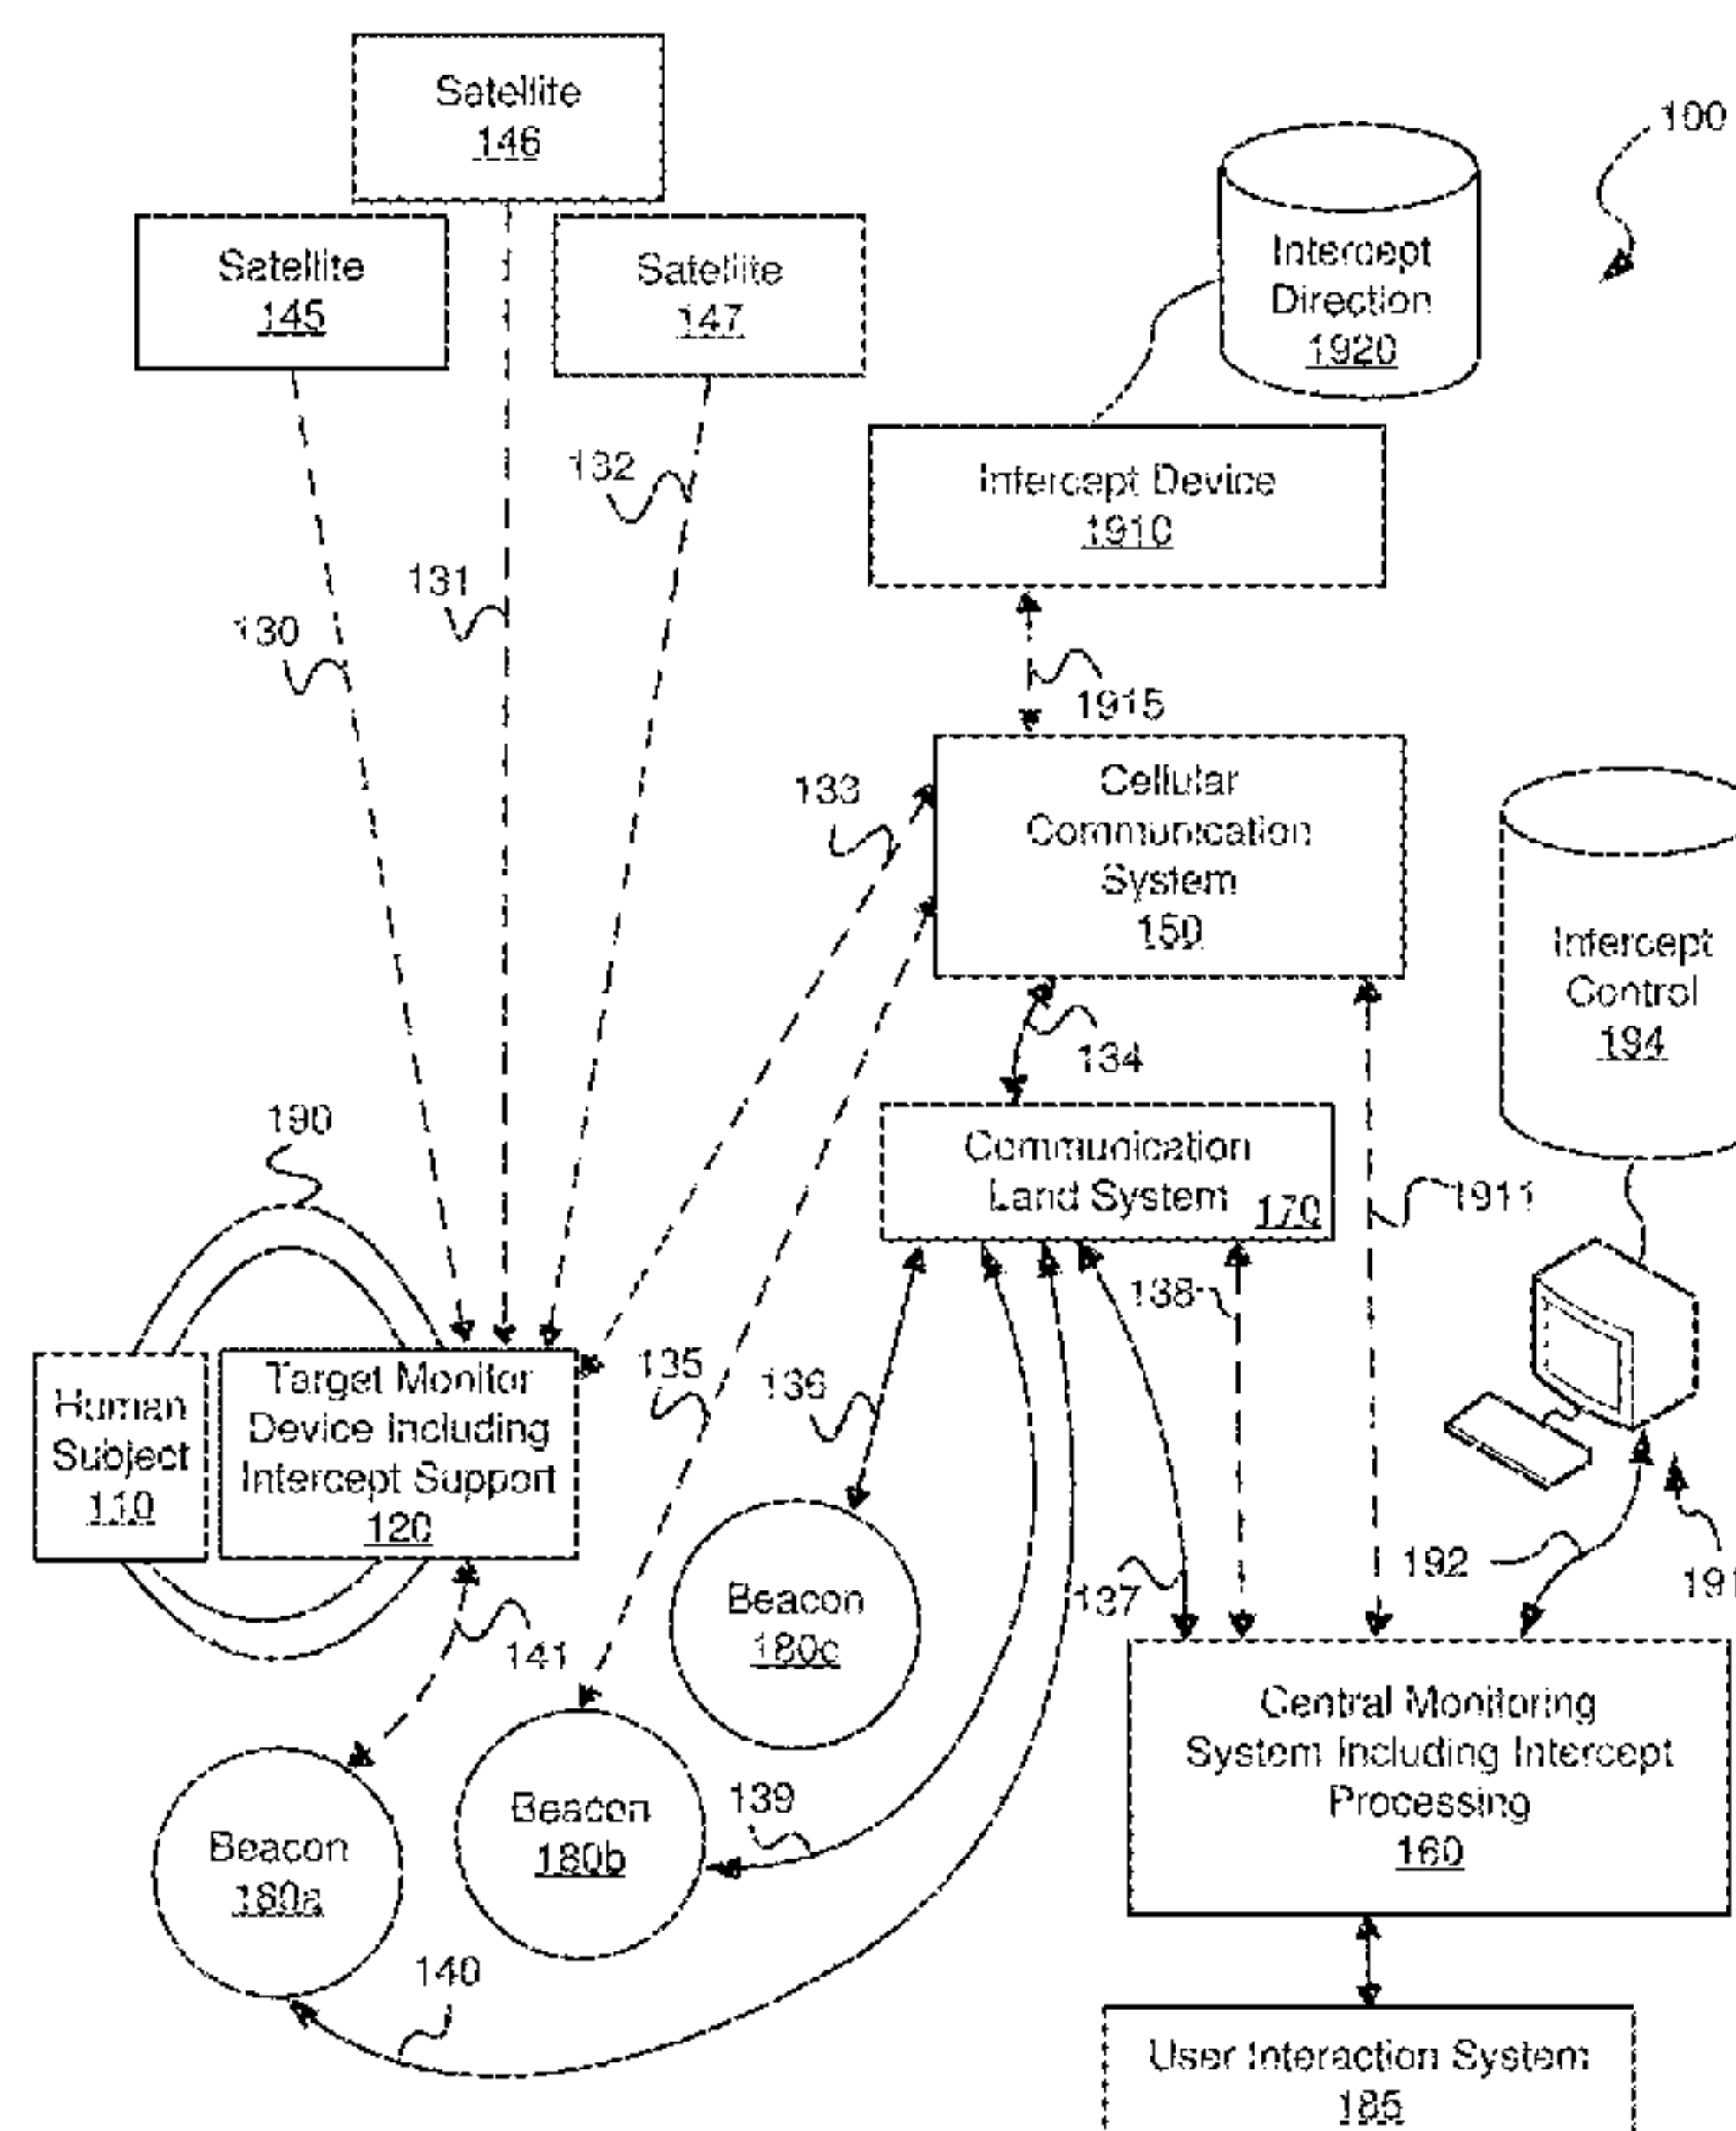 Satellite
146
100
Satellite
145
Satellite
147
Intercept
Direction
1920
132
Intercept Device
1910
131
130
1915
133
Cellular
Communication
System
150
Intercept
Control
194
134
190
Communication
Land System
170
1911
138
135
136
Human
Subject
110
Target Monitor
Device Including
Intercept Support
120
192
191
137
141
Beacon
180c
Central Monitoring
System Including Intercept
Processing
160
139
Beacon
180b
Beacon
180a
140
User Interaction System
185